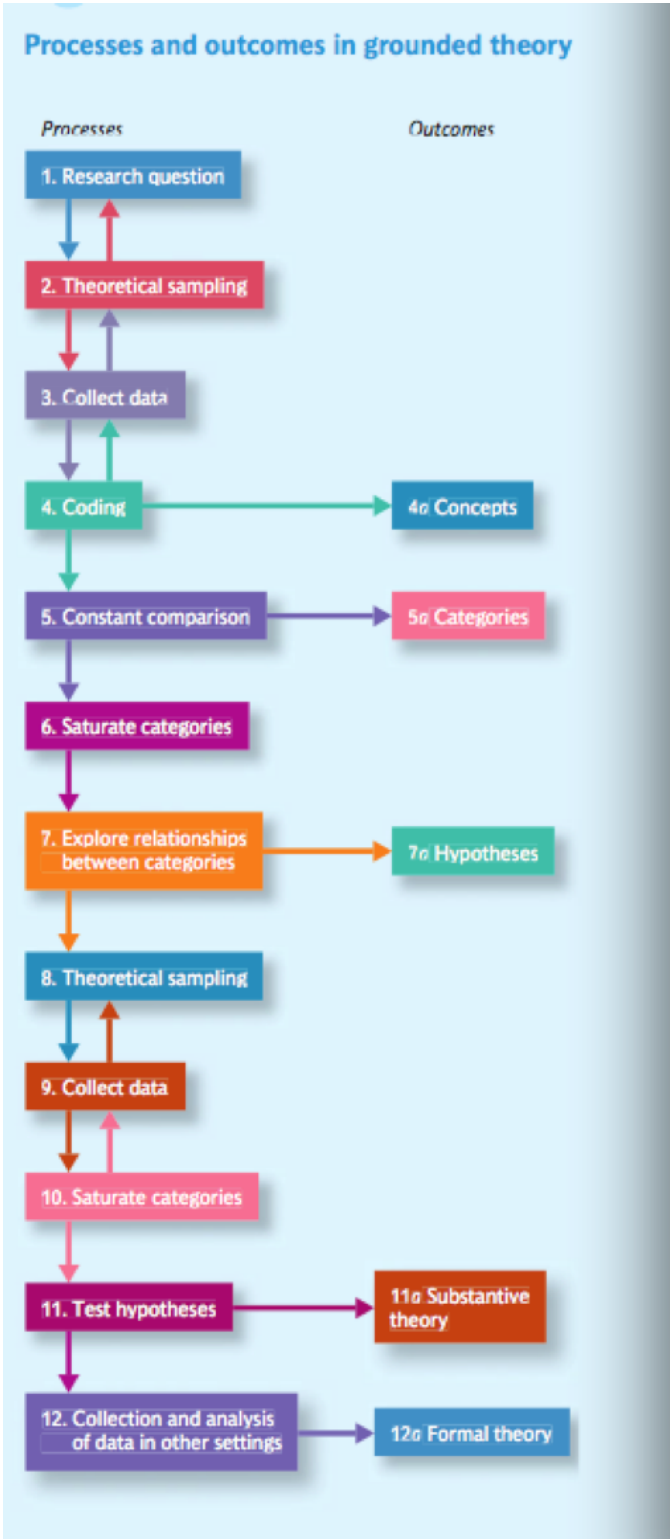 Processes and outcomes in grounded theory
Processes
Outcomes
1. Research question
2. Theoretical sampling
3. Collect data
4. Coding
4a Concepts
5. Constant comparison
5a Categories
6. Saturate categories
7. Explore relationships
between categories
7a Hypotheses
8. Theoretical sampling
9. Collect data
10. Saturate categories
11. Test hypotheses
11a Substantive
theory
12. Collection and analysis
of data in other settings
12a Formal theory